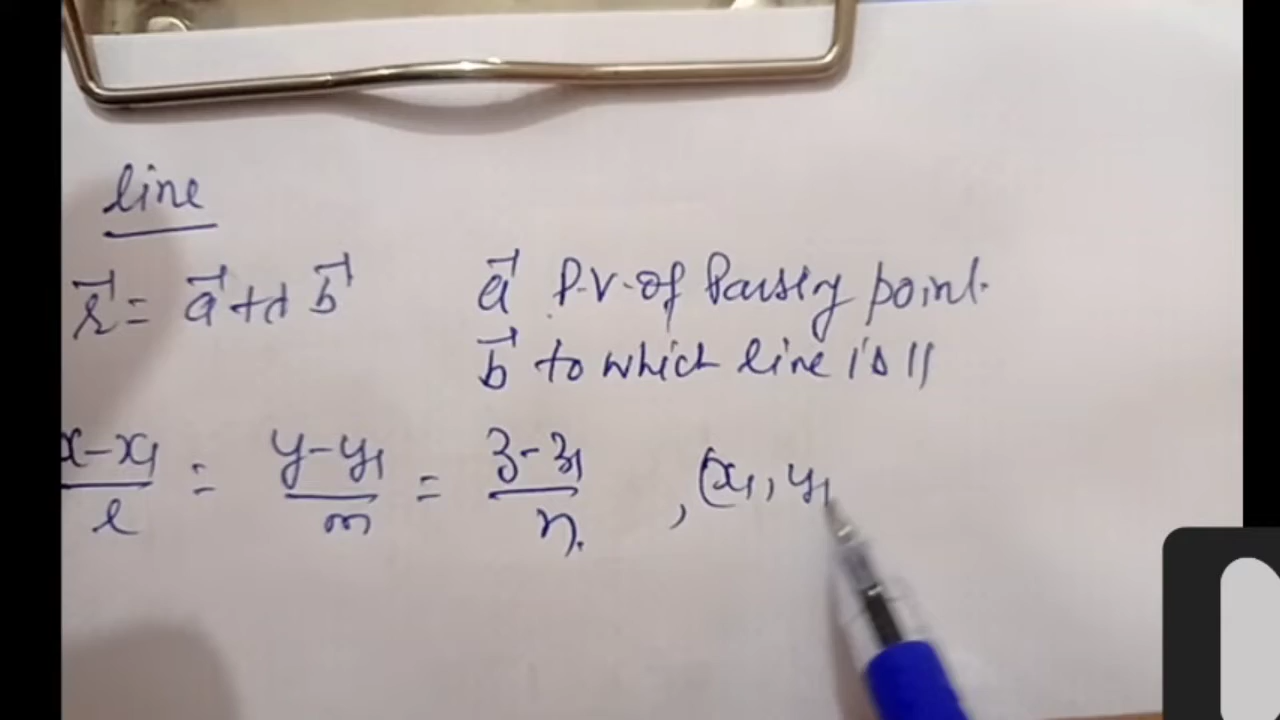 line
r⃗ = a⃗ + λ b⃗
a⃗ P.V. of Passing point.
b⃗ to which line is ||
x-x₁/l = y-y₁/m = z-z₁/n. , (x₁, y₁